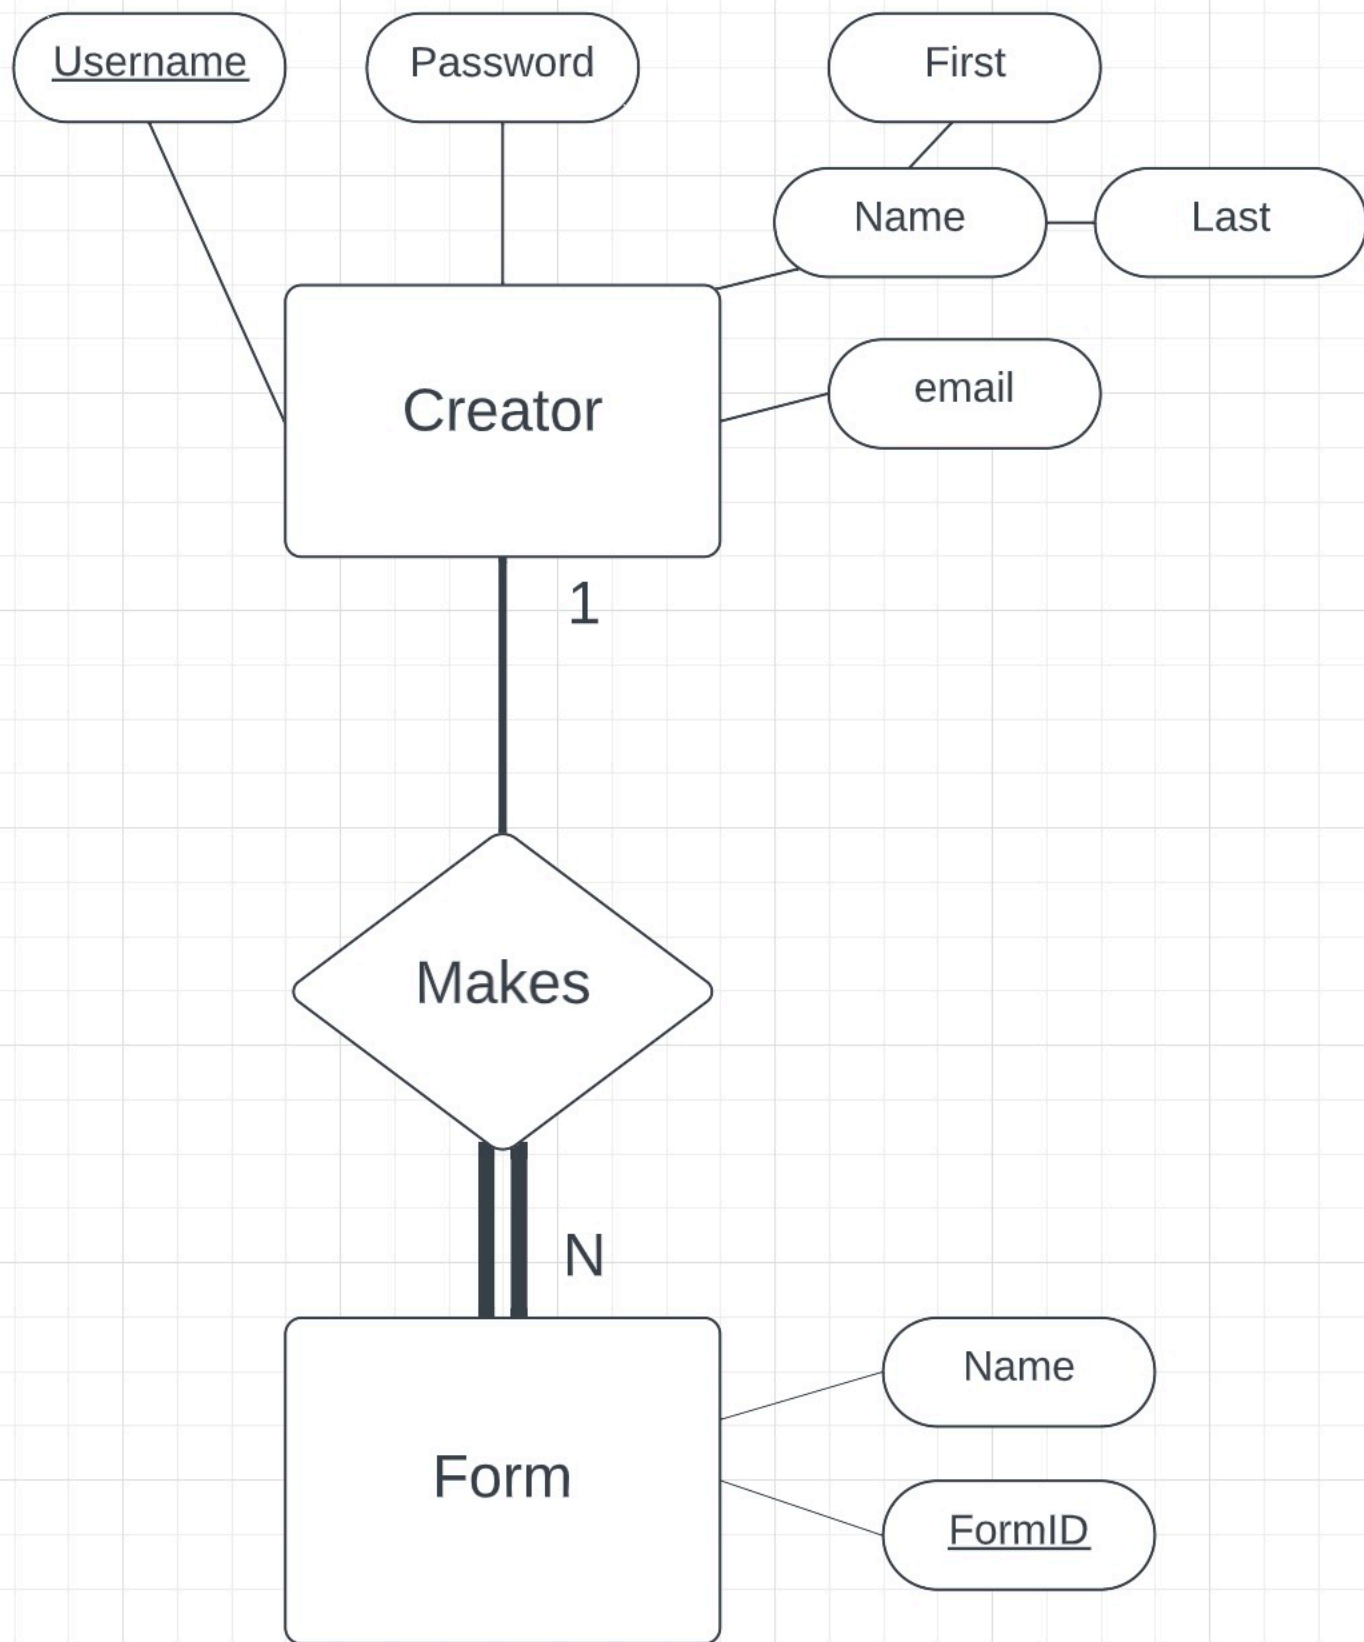 Username
Password
First
Name
Last
email
Creator
1
Makes
N
Name
Form
FormID